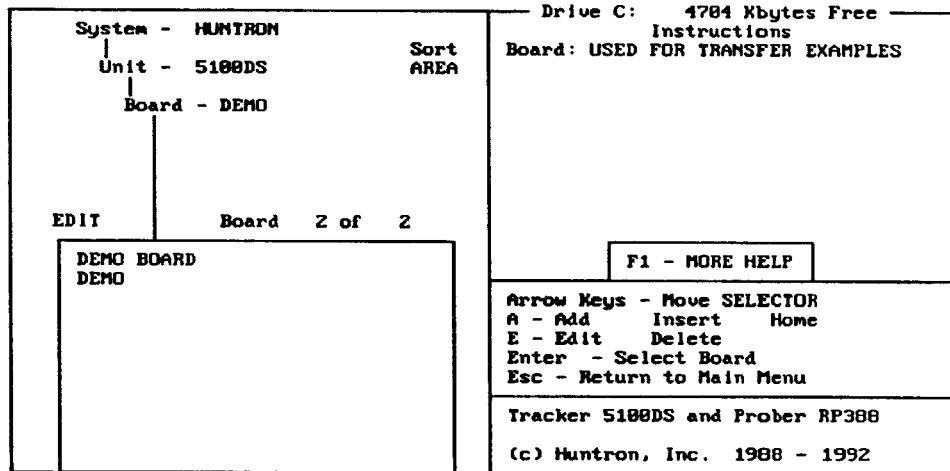 System - HUNTRON
Sort
Unit - 5100DS
AREA
Board - DEMO
EDIT Board 2 of 2
DEMO BOARD
DEMO
Drive C: 4704 Kbytes Free
Instructions
Board: USED FOR TRANSFER EXAMPLES
F1 - MORE HELP
Arrow Keys - Move SELECTOR
A - Add Insert Home
E - Edit Delete
Enter - Select Board
Esc - Return to Main Menu
Tracker 5100DS and Prober RP388
(c) Huntron, Inc. 1988 - 1992